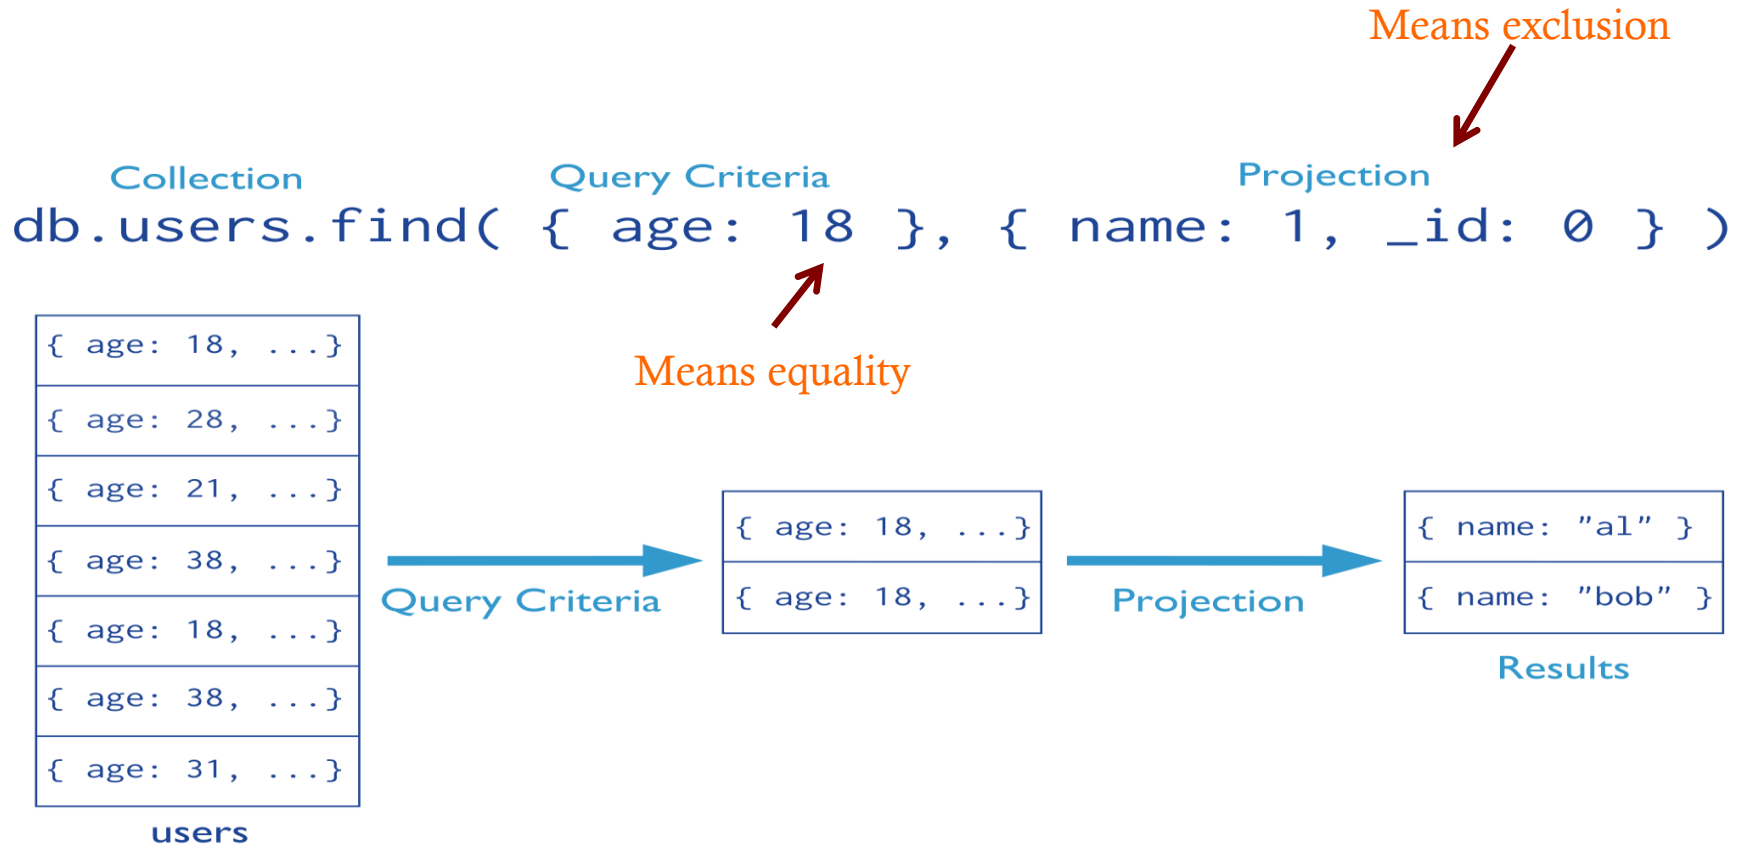 Means exclusion
Collection Query Criteria Projection
db.users.find( { age: 18 }, { name: 1, _id: 0 } )
Means equality
{ age: 18, ...}
{ age: 28, ...}
{ age: 21, ...}
{ age: 38, ...}
{ age: 18, ...}
{ age: 38, ...}
{ age: 31, ...}
users
Query Criteria
{ age: 18, ...}
{ age: 18, ...}
Projection
{ name: "al" }
{ name: "bob" }
Results